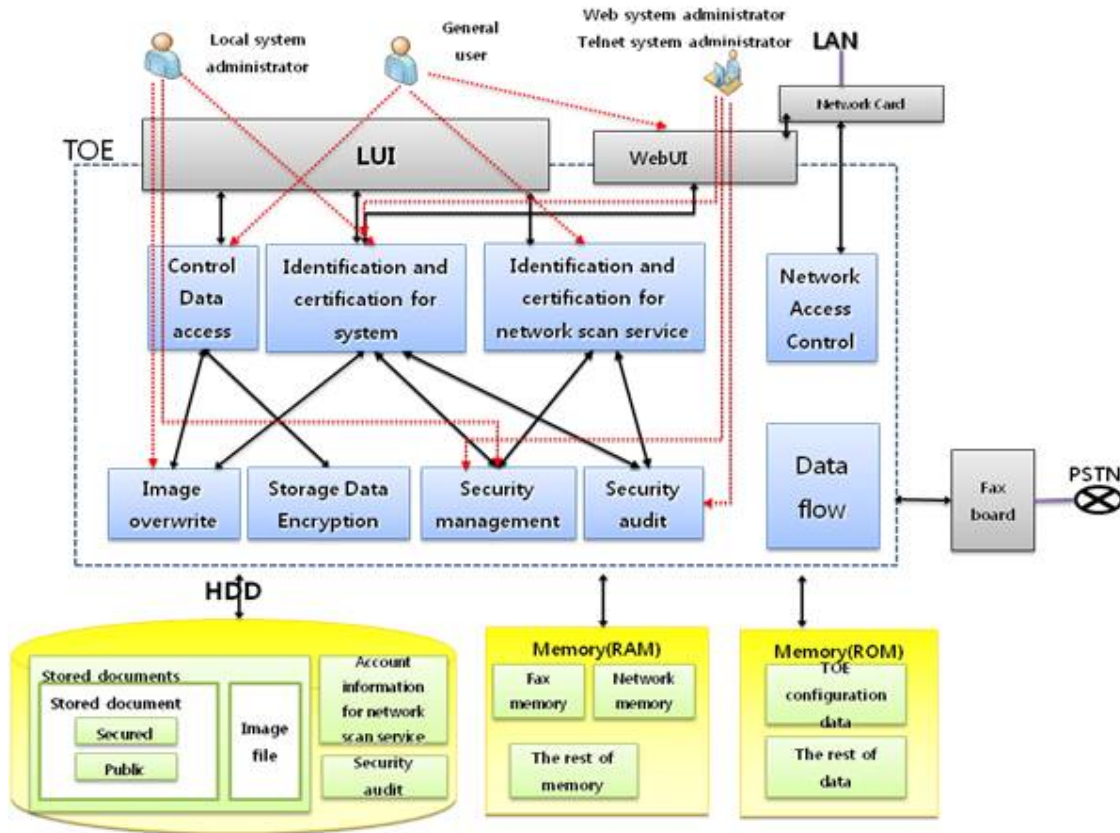 Local system
administrator
General
user
Web system administrator
Telnet system administrator
LAN
Network Card
TOE
LUI
WebUI
Control
Data
access
Identification and
certification for
system
Identification and
certification for
network scan service
Network
Access
Control
Image
overwrite
Storage Data
Encryption
Security
management
Security
audit
Data
flow
Fax
board
PSTN
HDD
Stored documents
Stored document
Secured
Public
Image
file
Account
information
for network
scan service
Security
audit
Memory(RAM)
Fax
memory
Network
memory
The rest of
memory
Memory(ROM)
TOE
configuration
data
The rest of
data